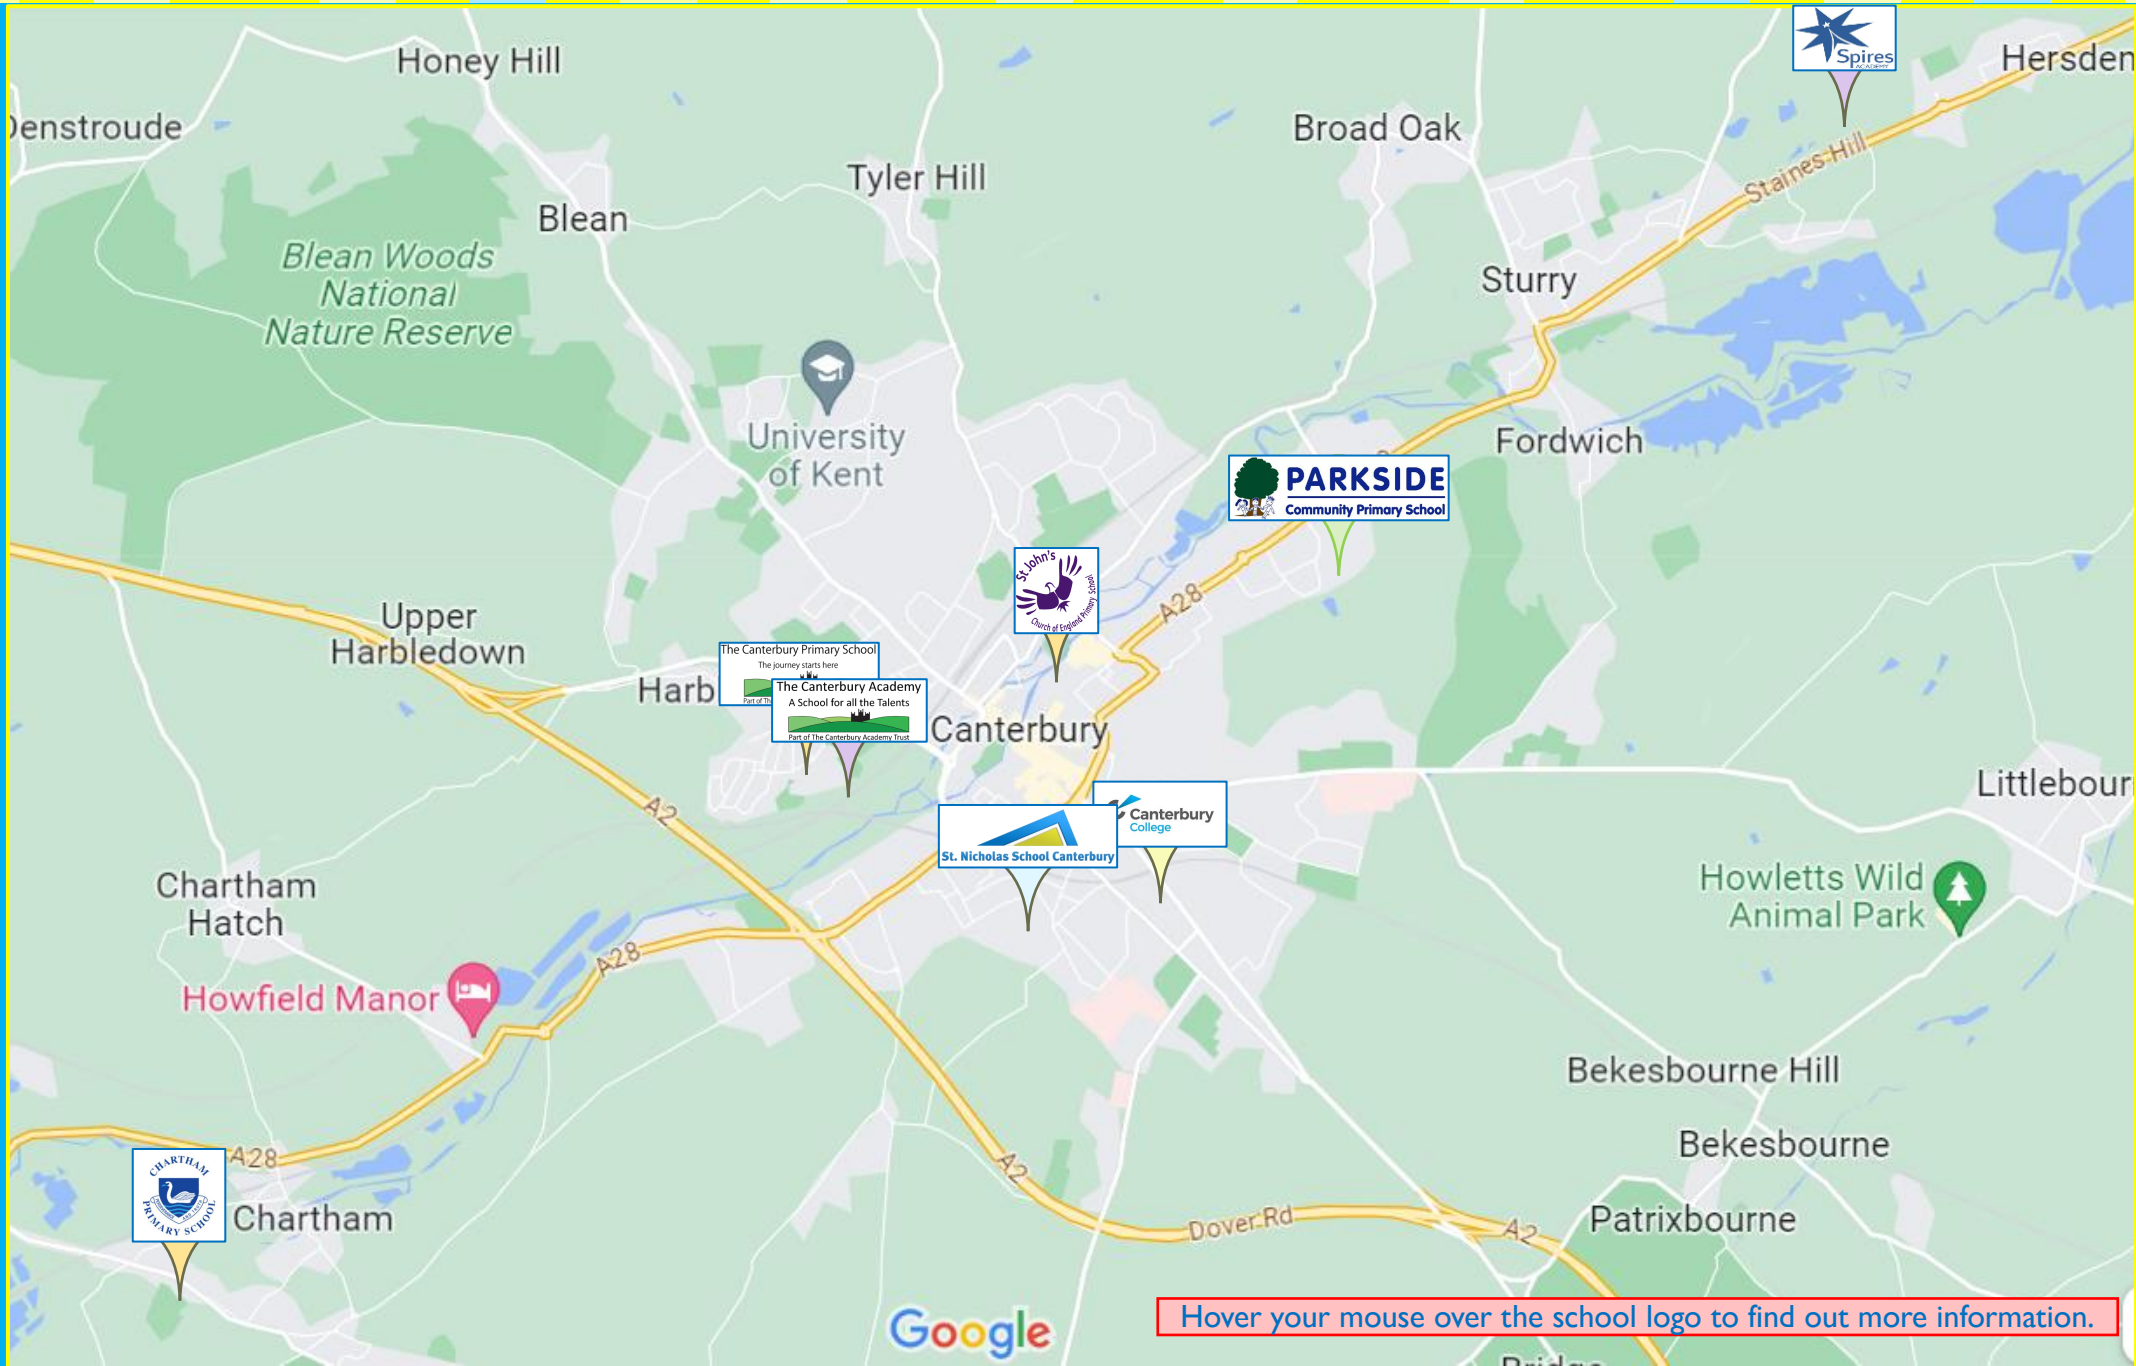 Honey Hill
Spires
ACADEMY
Hersden
Denstroude
Broad Oak
Staines Hill
Tyler Hill
Blean
Blean Woods
National
Nature Reserve
Sturry
University
of Kent
Fordwich
PARKSIDE
Community Primary School
St John's
Church of England Primary School
A28
Upper
Harbledown
The Canterbury Primary School
The journey starts here
Part of Th
Harb
The Canterbury Academy
A School for all the Talents
Part of The Canterbury Academy Trust
Canterbury
Littlebour
A2
Canterbury
College
St. Nicholas School Canterbury
Chartham
Hatch
Howletts Wild
Animal Park
A28
Howfield Manor
Bekesbourne Hill
Bekesbourne
A28
A2
CHARTHAM
PRIMARY SCHOOL
Chartham
Dover Rd
A2
Patrixbourne
Google
Hover your mouse over the school logo to find out more information.
Bridge